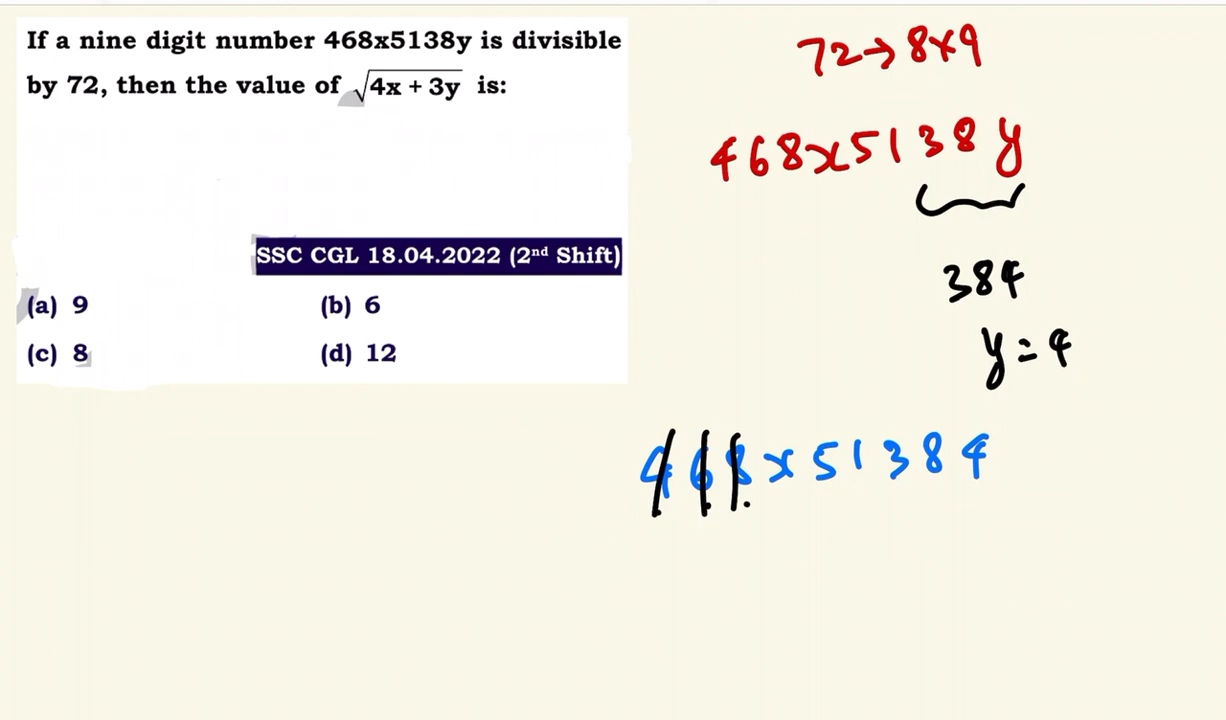 If a nine digit number 468x5138y is divisible
by 72, then the value of √4x + 3y is:
SSC CGL 18.04.2022 (2nd Shift)
(a) 9 (b) 6
(c) 8 (d) 12
72→8×9
468x5138y
384
y=4
468x51384